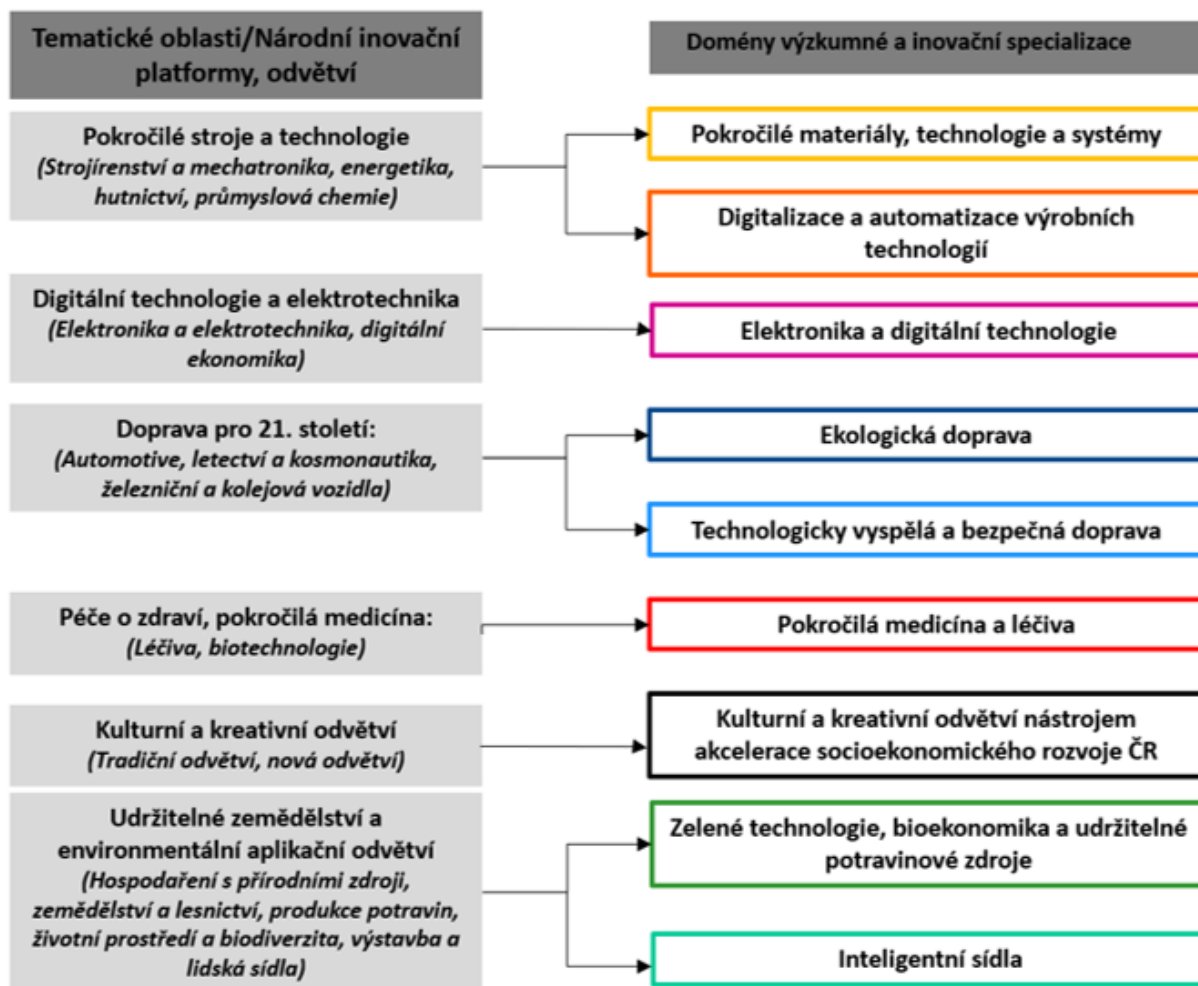 Tematické oblasti/Národní inovační
platformy, odvětví
Domény výzkumné a inovační specializace
Pokročilé stroje a technologie
(Strojírenství a mechatronika, energetika,
hutnictví, průmyslová chemie)
Pokročilé materiály, technologie a systémy
Digitalizace a automatizace výrobních
technologií
Digitální technologie a elektrotechnika
(Elektronika a elektrotechnika, digitální
ekonomika)
Elektronika a digitální technologie
Doprava pro 21. století:
(Automotive, letectví a kosmonautika,
železniční a kolejová vozidla)
Ekologická doprava
Technologicky vyspělá a bezpečná doprava
Péče o zdraví, pokročilá medicína:
(Léčiva, biotechnologie)
Pokročilá medicína a léčiva
Kulturní a kreativní odvětví
(Tradiční odvětví, nová odvětví)
Kulturní a kreativní odvětví nástrojem
akcelerace socioekonomického rozvoje ČR
Udržitelné zemědělství a
environmentální aplikační odvětví
(Hospodaření s přírodními zdroji,
zemědělství a lesnictví, produkce potravin,
životní prostředí a biodiverzita, výstavba a
lidská sídla)
Zelené technologie, bioekonomika a udržitelné
potravinové zdroje
Inteligentní sídla